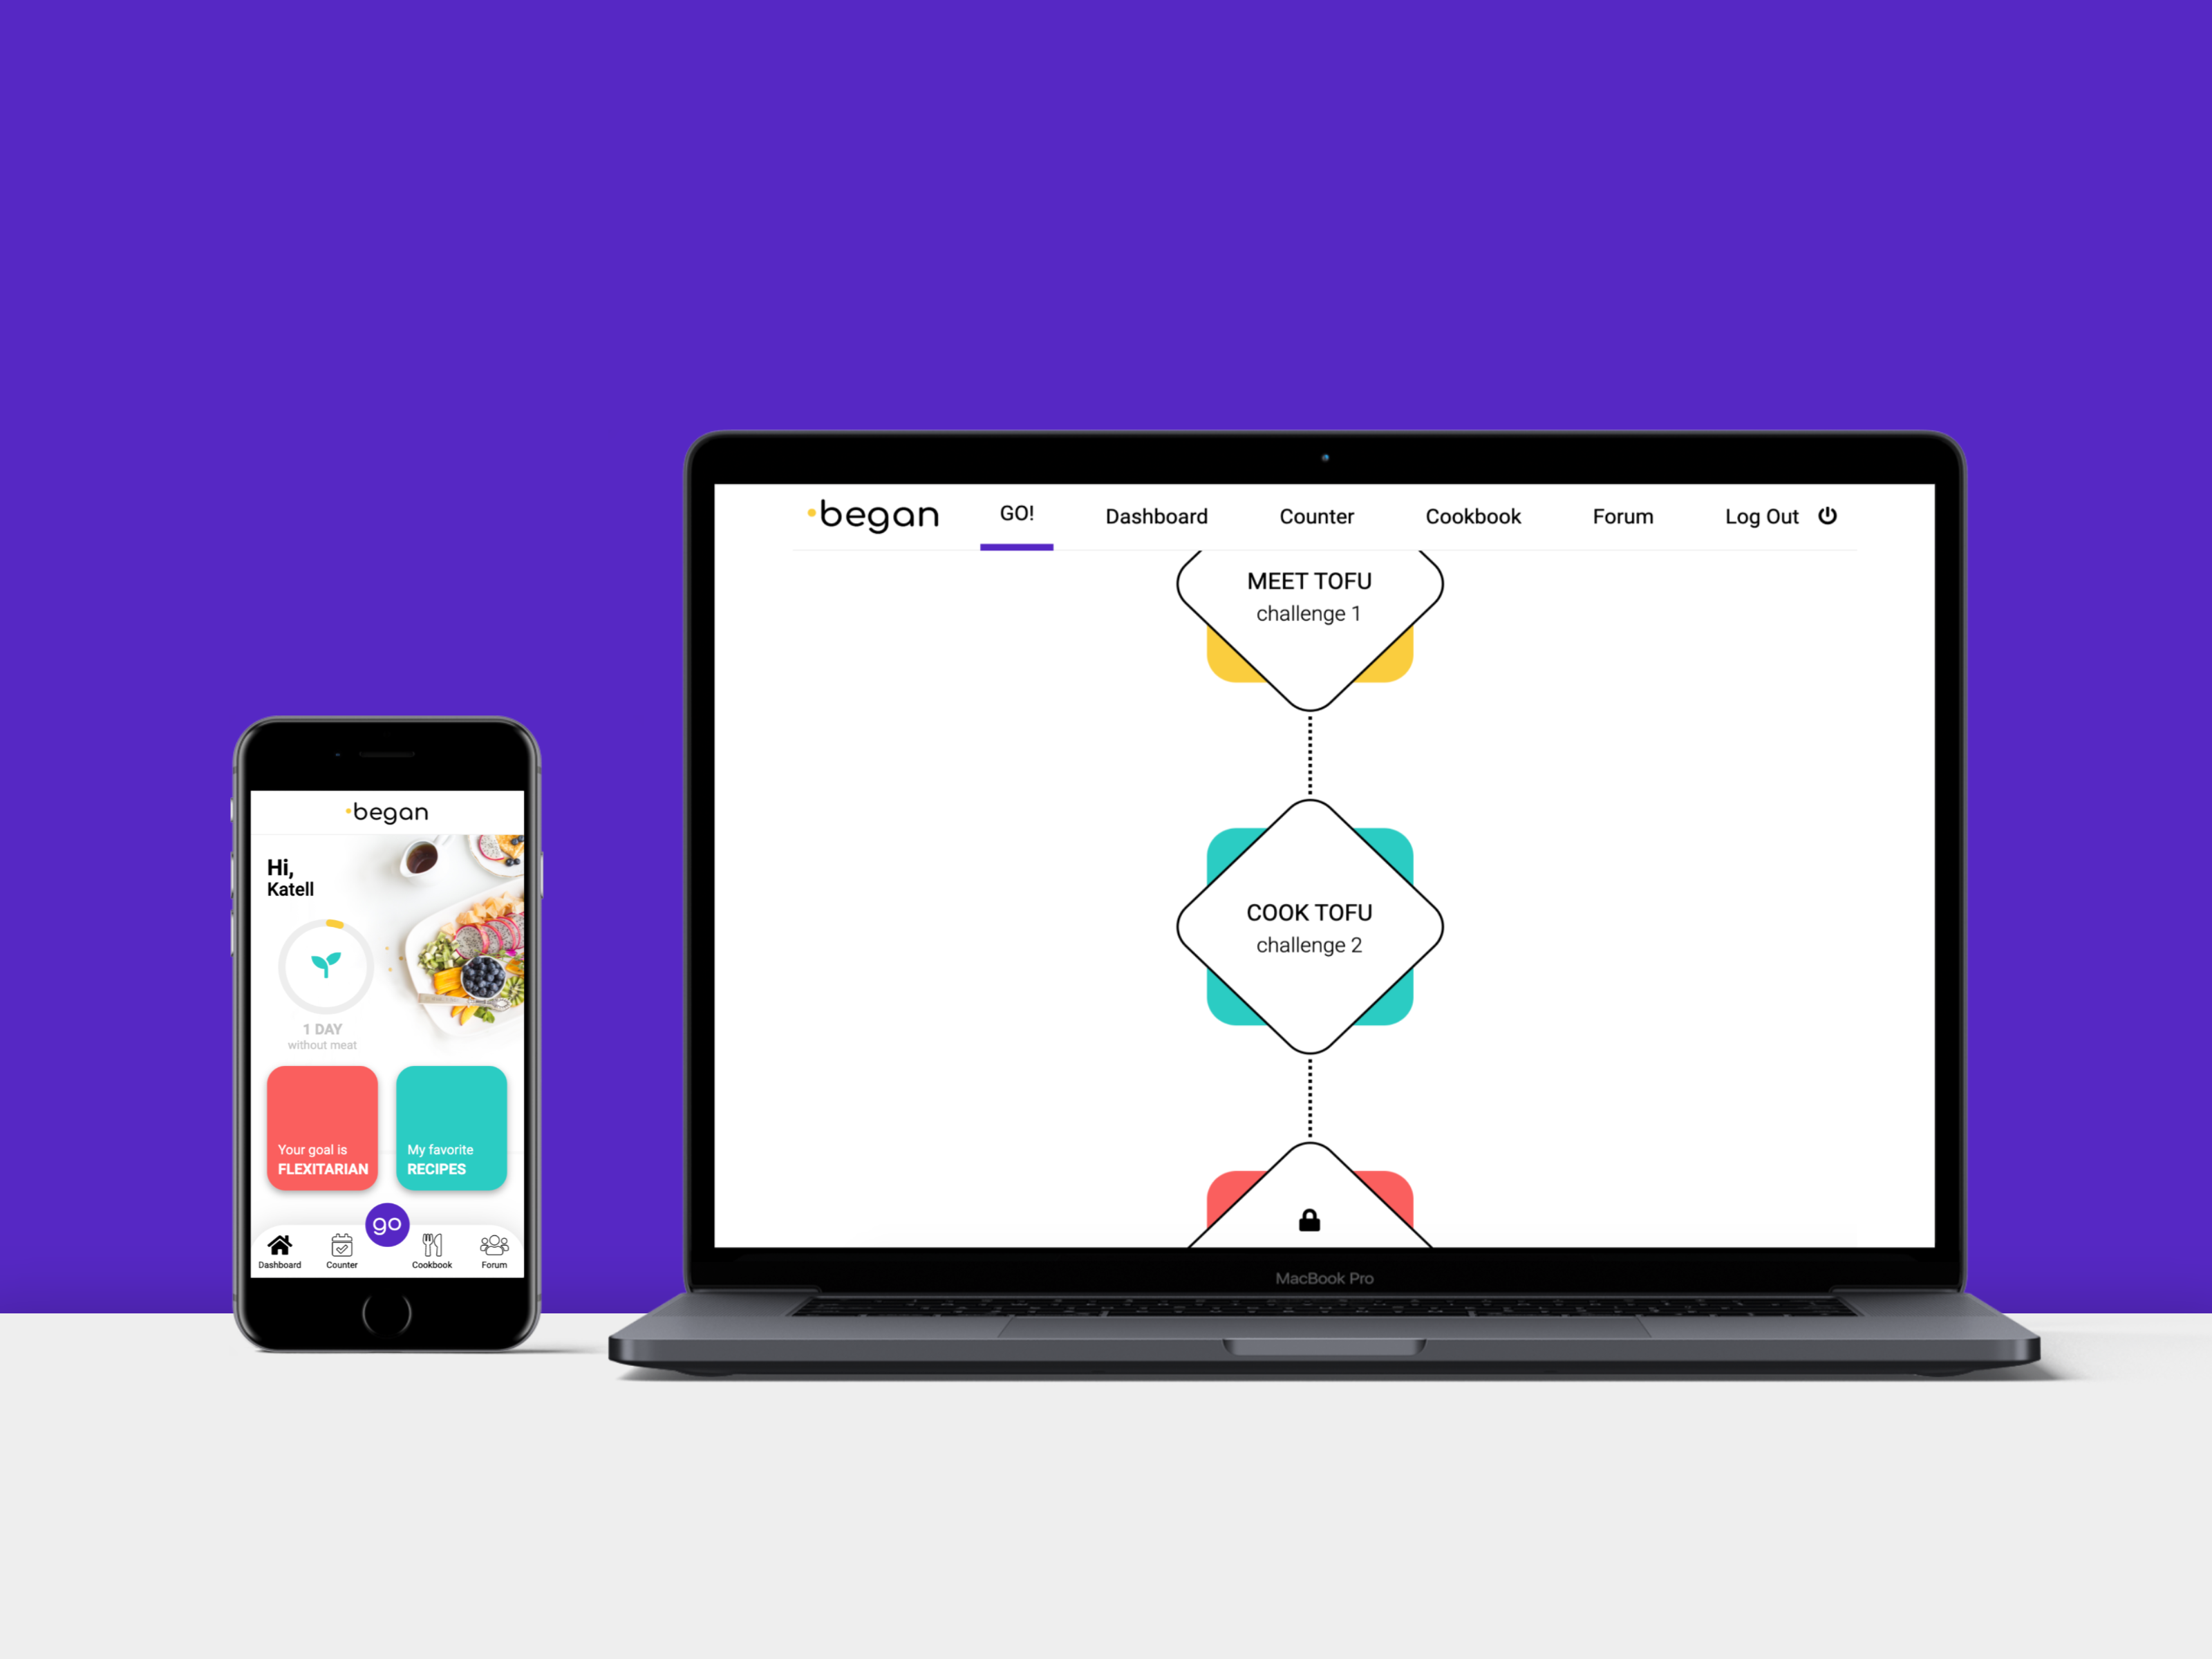 began
Hi,
Katell
1 DAY
without meat
Your goal is
FLEXITARIAN
My favorite
RECIPES
go
Dashboard
Counter
Cookbook
Forum
began
GO!
Dashboard
Counter
Cookbook
Forum
Log Out
MEET TOFU
challenge 1
COOK TOFU
challenge 2
MacBook Pro